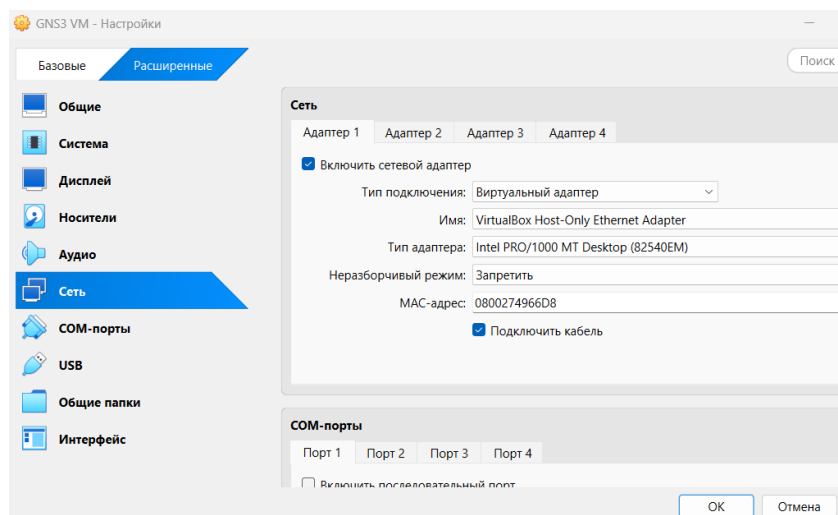 GNS3 VM - Настройки
Базовые
Расширенные
Поиск
Общие
Система
Дисплей
Носители
Аудио
Сеть
COM-порты
USB
Общие папки
Интерфейс
Сеть
Адаптер 1 Адаптер 2 Адаптер 3 Адаптер 4
Включить сетевой адаптер
Тип подключения: Виртуальный адаптер
Имя: VirtualBox Host-Only Ethernet Adapter
Тип адаптера: Intel PRO/1000 MT Desktop (82540EM)
Неразборчивый режим: Запретить
MAC-адрес: 0800274966D8
Подключить кабель
COM-порты
Порт 1 Порт 2 Порт 3 Порт 4
Включить последовательный порт
OK Отмена